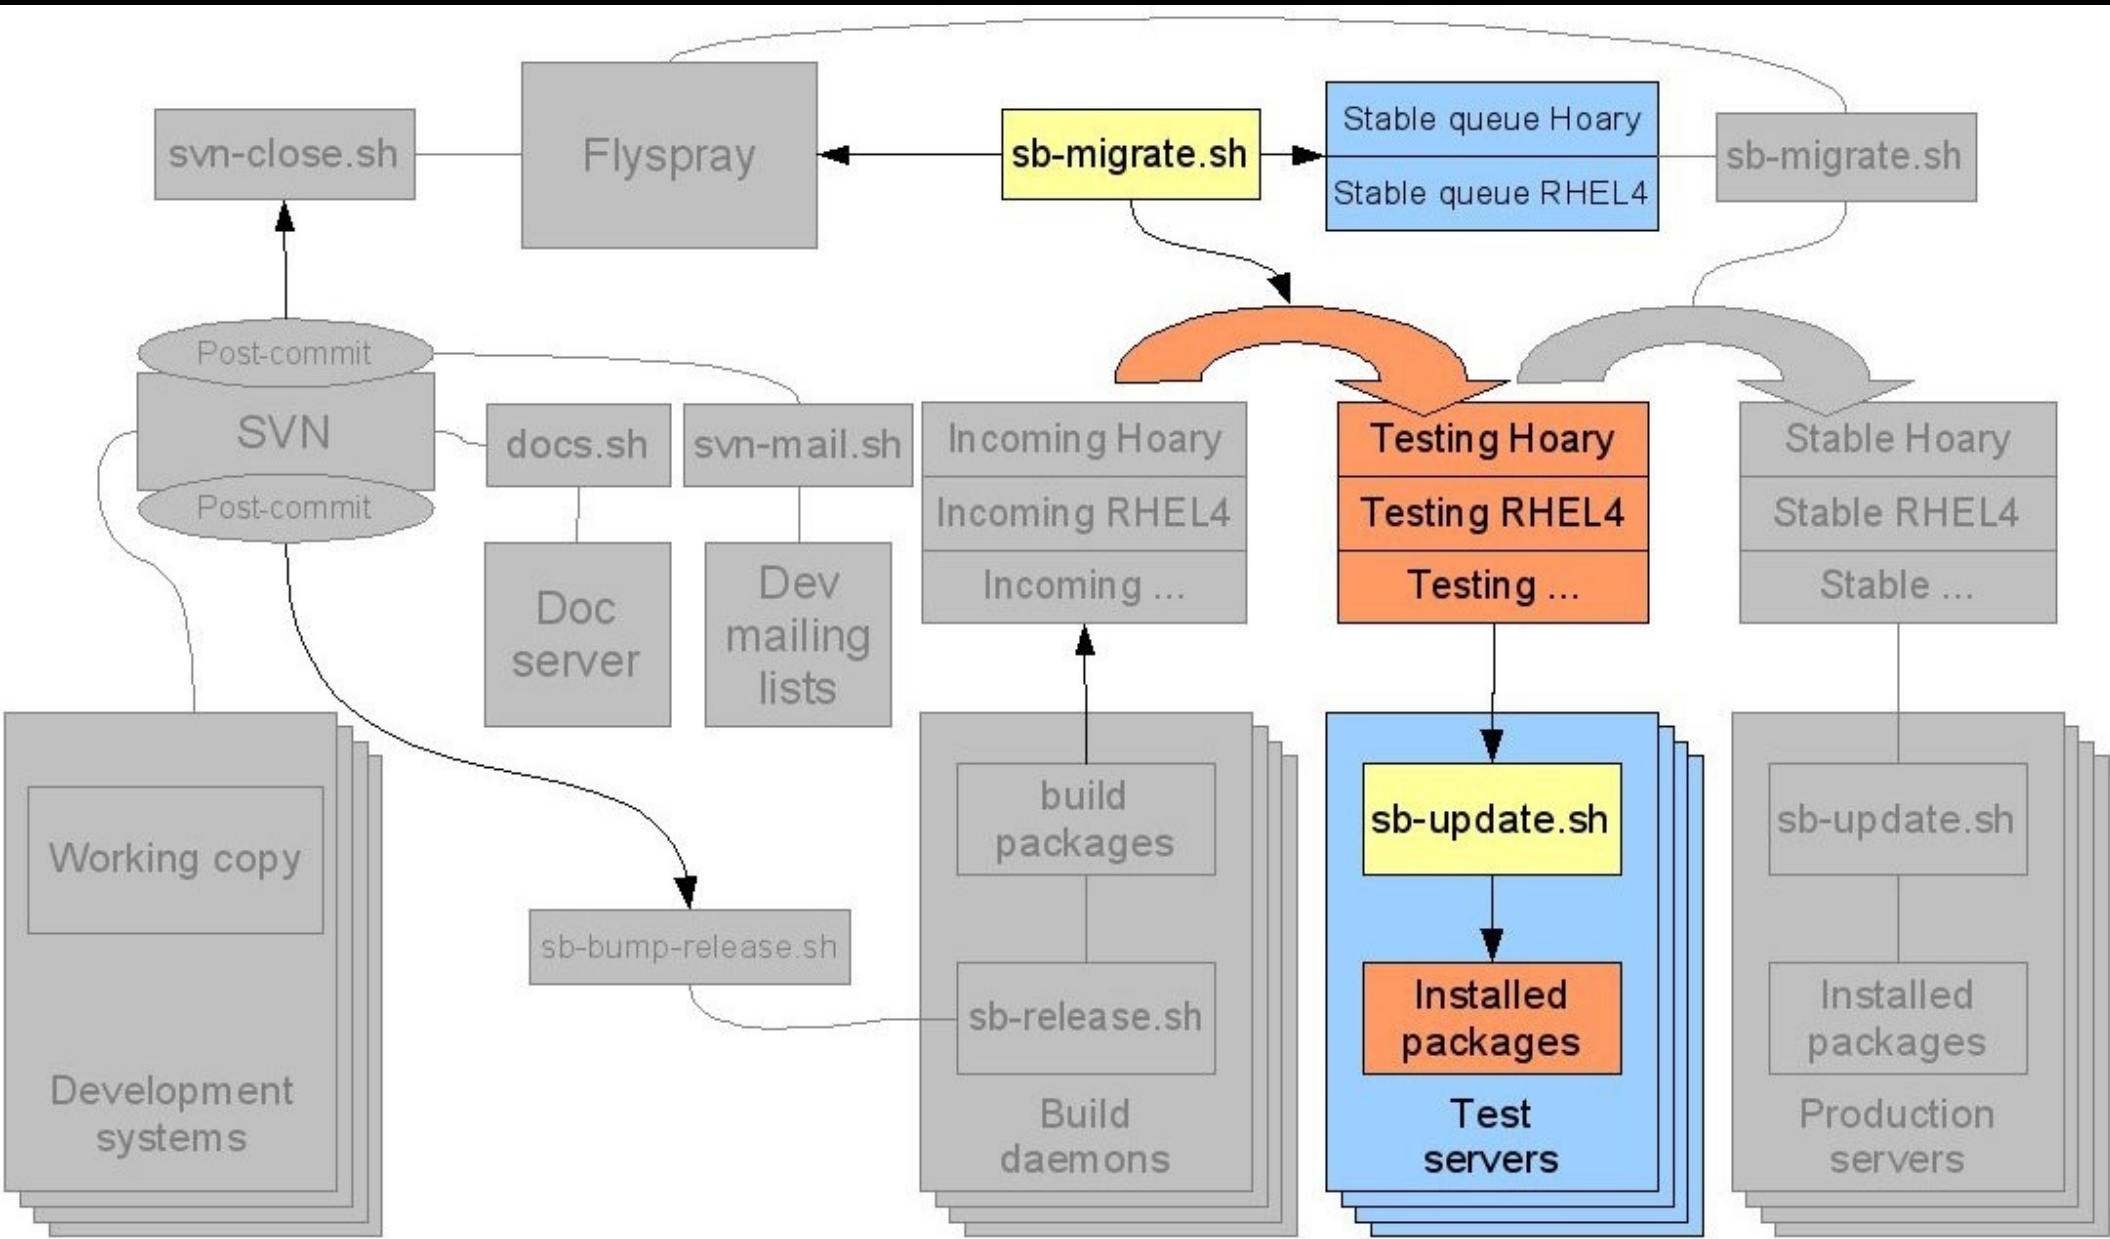 Flyspray
svn-close.sh
sb-migrate.sh
Stable queue Hoary
Stable queue RHEL4
sb-migrate.sh
Post-commit
SVN
Post-commit
docs.sh
svn-mail.sh
Incoming Hoary
Incoming RHEL4
Incoming ...
Testing Hoary
Testing RHEL4
Testing ...
Stable Hoary
Stable RHEL4
Stable ...
Doc
server
Dev
mailing
lists
Working copy
Development
systems
sb-bump-release.sh
build
packages
sb-release.sh
Build
daemons
sb-update.sh
Installed
packages
Test
servers
sb-update.sh
Installed
packages
Production
servers